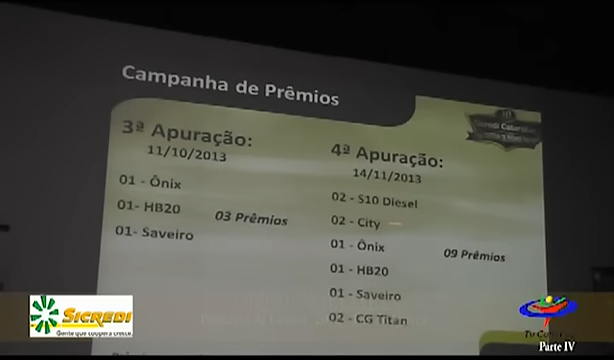 Campanha de Prêmios
3ª Apuração:
11/10/2013
01 - Ônix
01- HB20
01- Saveiro
03 Prêmios
4ª Apuração:
14/11/2013
02 - S10 Diesel
02 - City
01 - Ônix
01 - HB20
01 - Saveiro
02 - CG Titan
09 Prêmios
SICREDI
Gente que coopera cresce.
Parte IV